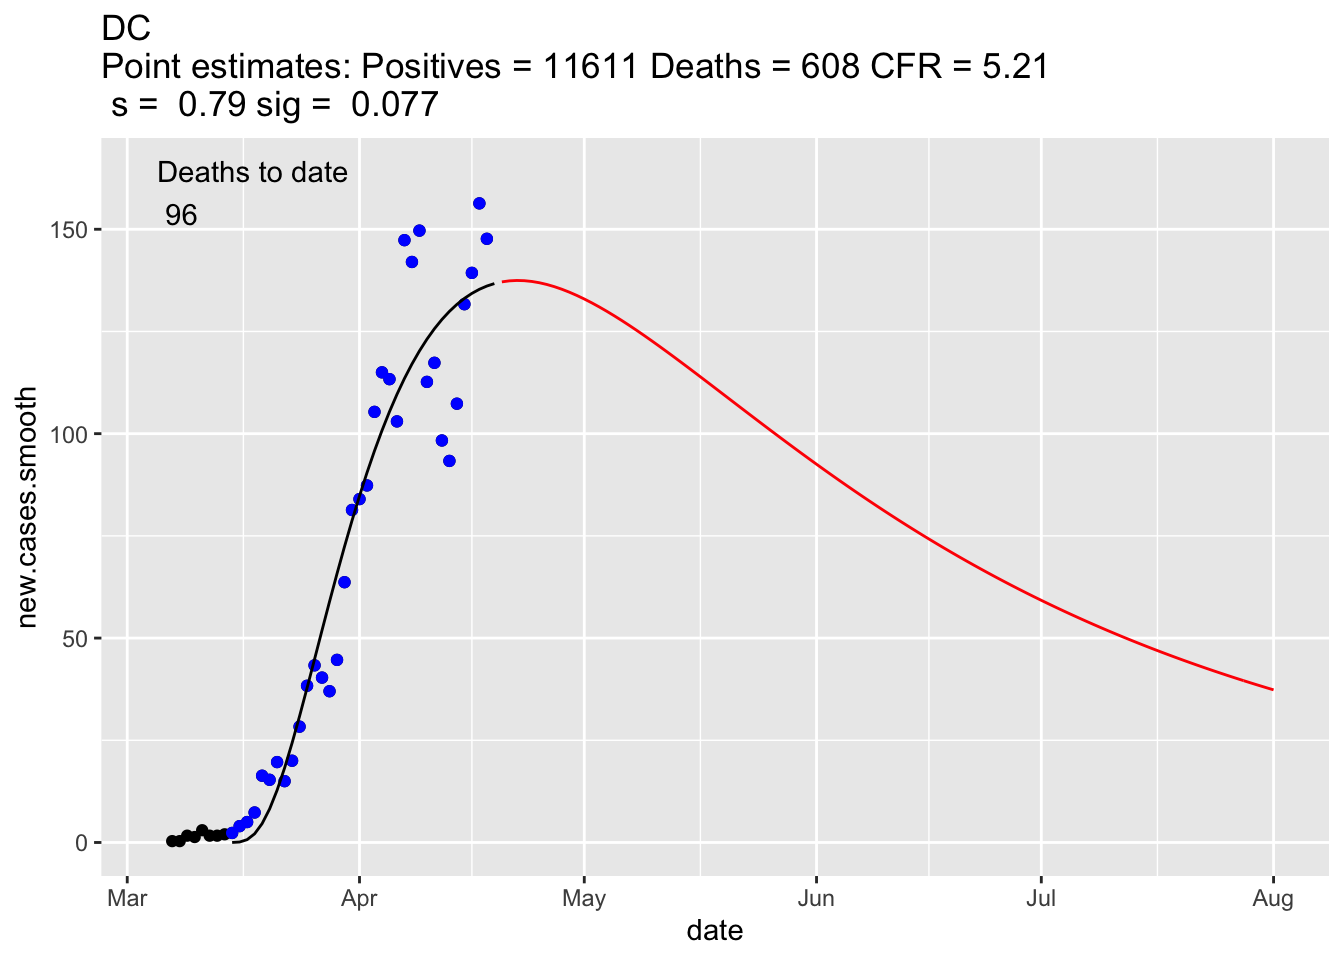 DC
Point estimates: Positives = 11611 Deaths = 608 CFR = 5.21
s =  0.79 sig =  0.077
Deaths to date
96
150
100
50
0
new.cases.smooth
Mar Apr May Jun Jul Aug
date